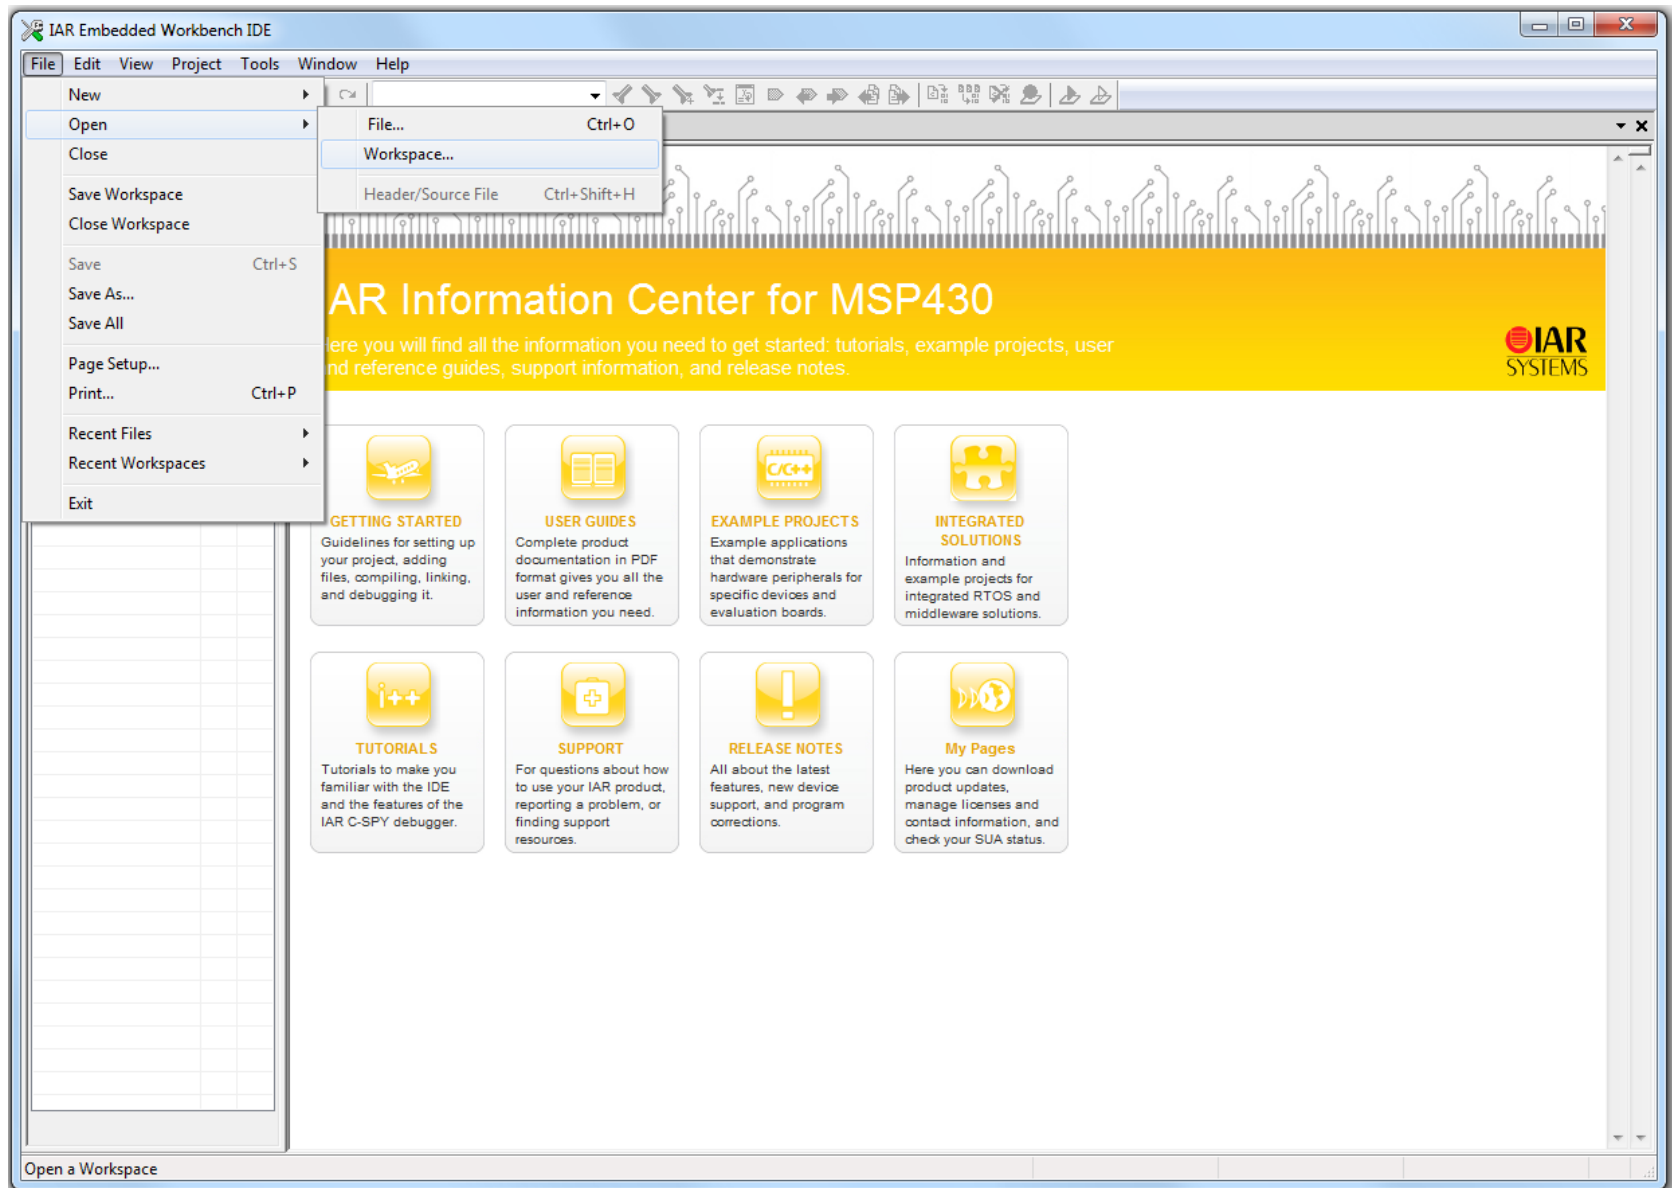 IAR Embedded Workbench IDE
File Edit View Project Tools Window Help
New
Open
Close
Save Workspace
Close Workspace
Save Ctrl+S
Save As...
Save All
Page Setup...
Print... Ctrl+P
Recent Files
Recent Workspaces
Exit
File... Ctrl+O
Workspace...
Header/Source File Ctrl+Shift+H
AR Information Center for MSP430
ere you will find all the information you need to get started: tutorials, example projects, user
nd reference guides, support information, and release notes.
IAR
SYSTEMS
GETTING STARTED
Guidelines for setting up
your project, adding
files, compiling, linking,
and debugging it.
USER GUIDES
Complete product
documentation in PDF
format gives you all the
user and reference
information you need.
C/C++
EXAMPLE PROJECTS
Example applications
that demonstrate
hardware peripherals for
specific devices and
evaluation boards.
INTEGRATED
SOLUTIONS
Information and
example projects for
integrated RTOS and
middleware solutions.
i++
TUTORIALS
Tutorials to make you
familiar with the IDE
and the features of the
IAR C-SPY debugger.
SUPPORT
For questions about how
to use your IAR product,
reporting a problem, or
finding support
resources.
RELEASE NOTES
All about the latest
features, new device
support, and program
corrections.
My Pages
Here you can download
product updates,
manage licenses and
contact information, and
check your SUA status.
Open a Workspace